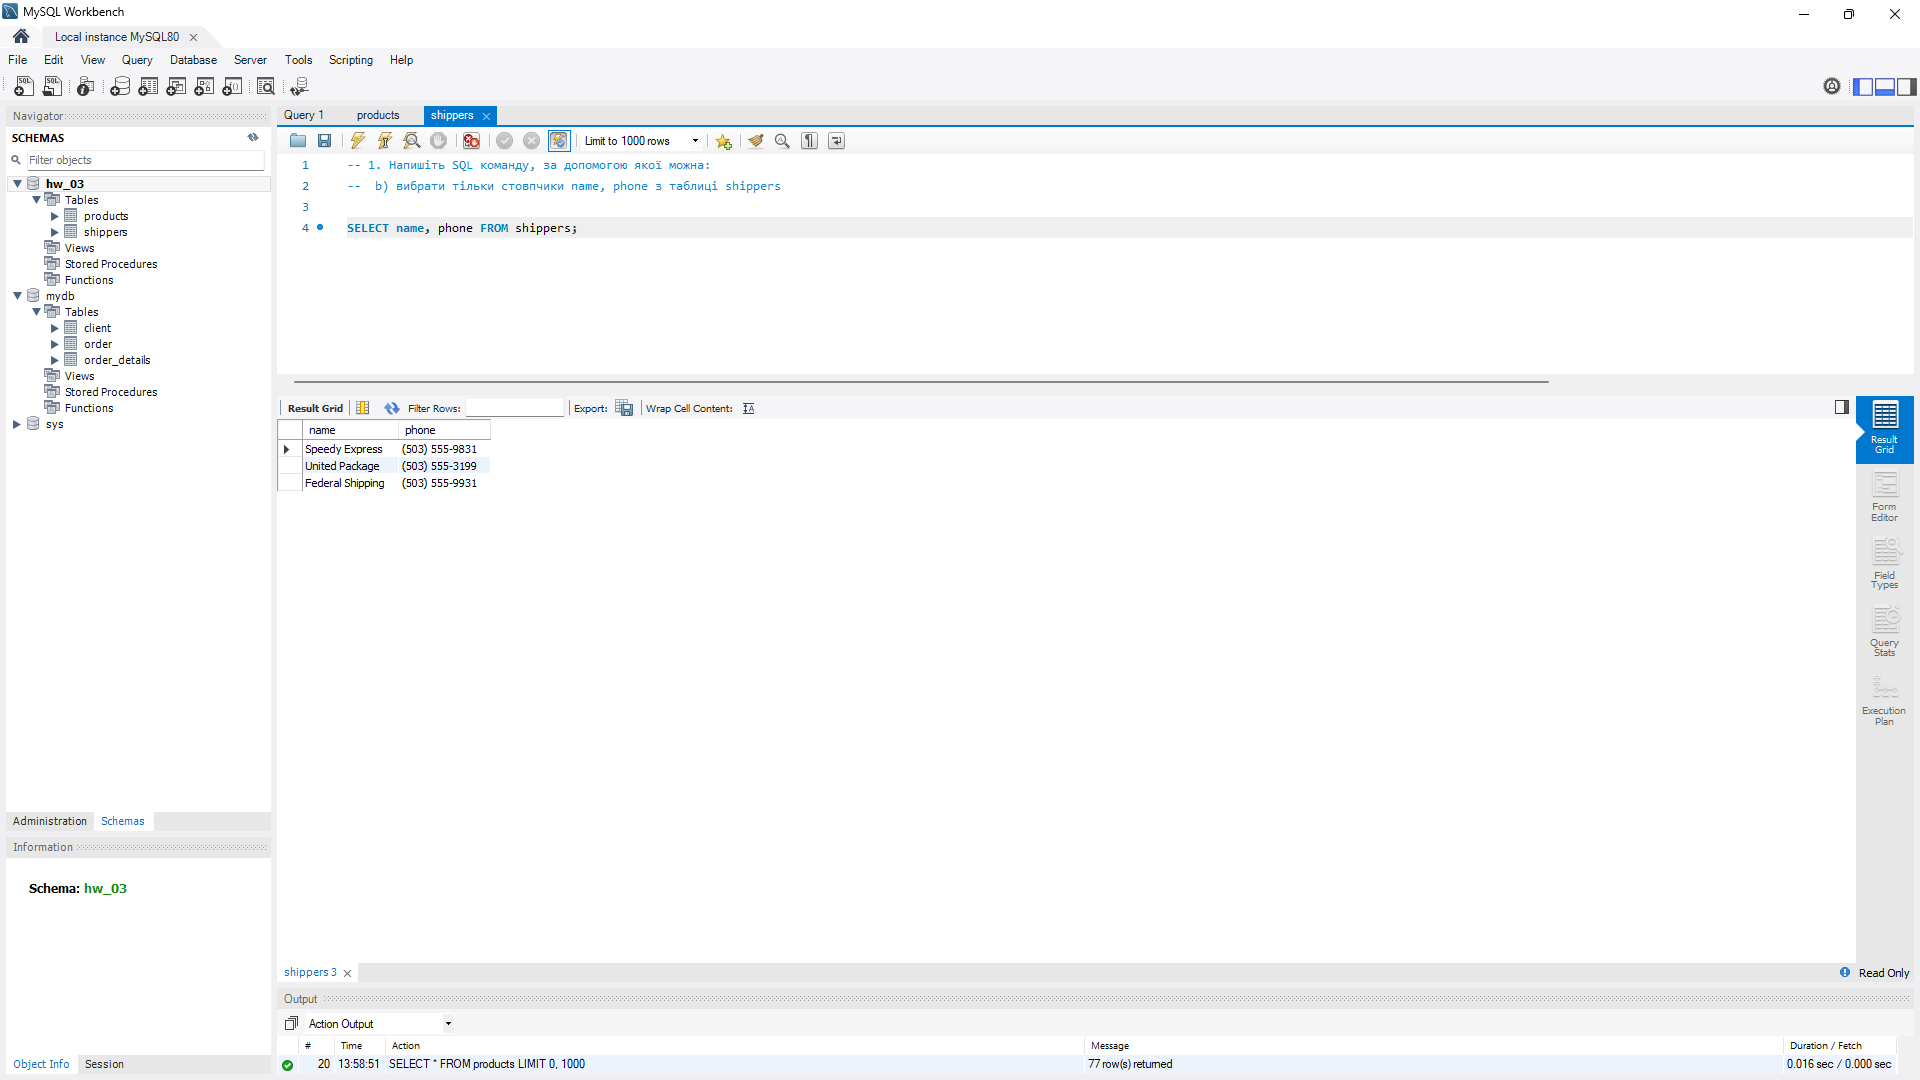 MySQL Workbench
Local instance MySQL80
File Edit View Query Database Server Tools Scripting Help
Navigator
SCHEMAS
Filter objects
hw_03
Tables
products
shippers
Views
Stored Procedures
Functions
mydb
Tables
client
order
order_details
Views
Stored Procedures
Functions
sys
Administration Schemas
Information
Schema: hw_03
Object Info Session
Query 1 products shippers
Limit to 1000 rows
1 -- 1. Напишіть SQL команду, за допомогою якої можна:
2 -- b) вибрати тільки стовпчики name, phone з таблиці shippers
3
4 SELECT name, phone FROM shippers;
Result Grid Filter Rows: Export: Wrap Cell Content:
name phone
Speedy Express (503) 555-9831
United Package (503) 555-3199
Federal Shipping (503) 555-9931
Result Grid
Form Editor
Field Types
Query Stats
Execution Plan
shippers 3 Read Only
Output
Action Output
# Time Action Message Duration / Fetch
20 13:58:51 SELECT * FROM products LIMIT 0, 1000 77 row(s) returned 0.016 sec / 0.000 sec